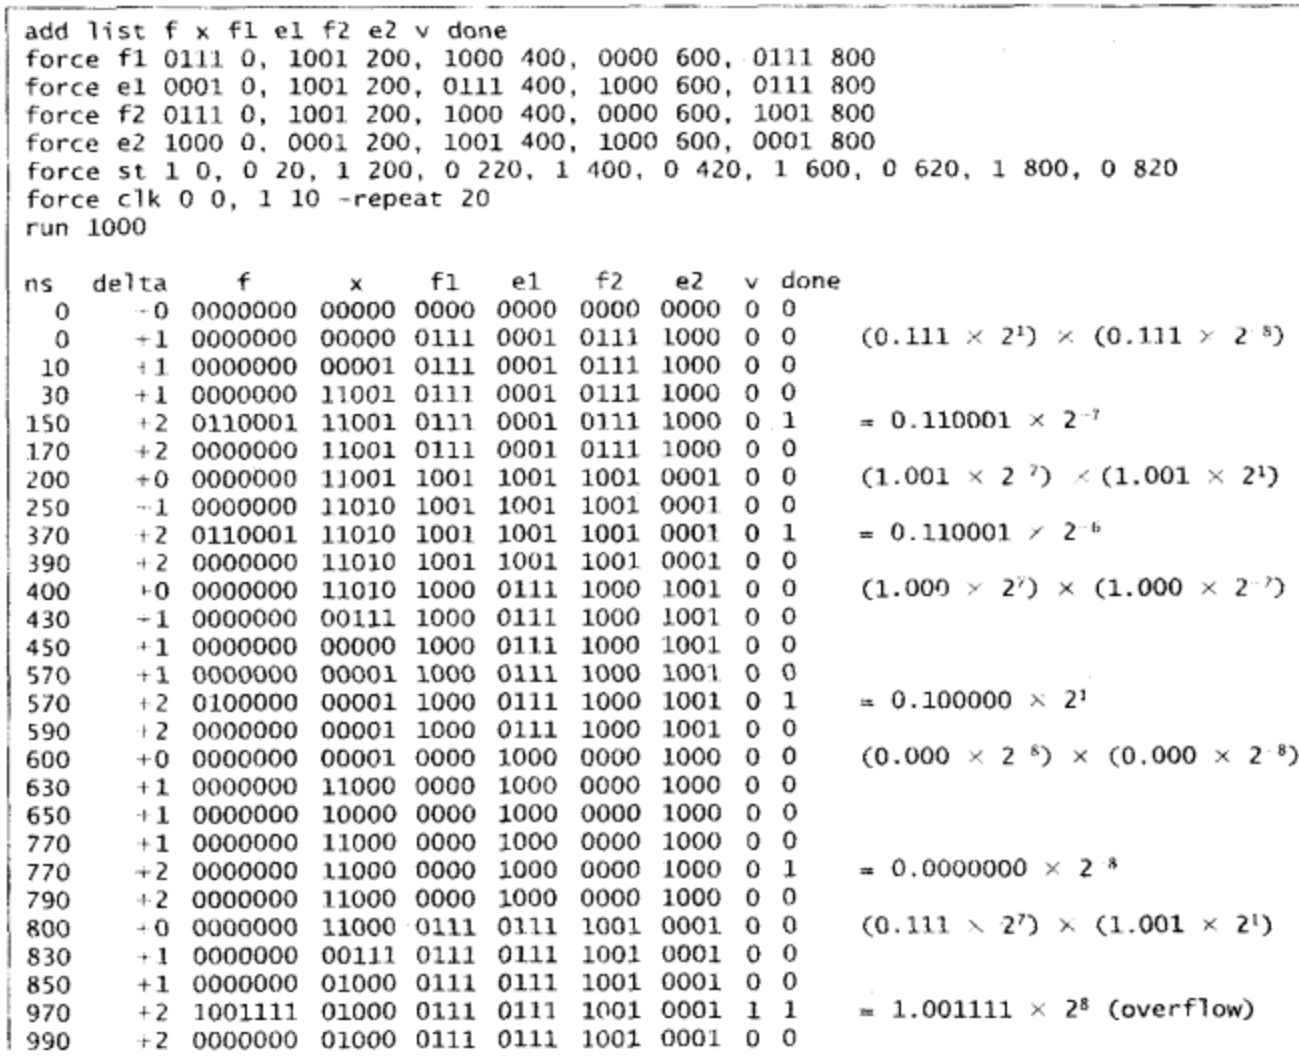 add list f x f1 e1 f2 e2 v done
force f1 0111 0, 1001 200, 1000 400, 0000 600, 0111 800
force e1 0001 0, 1001 200, 0111 400, 1000 600, 0111 800
force f2 0111 0, 1001 200, 1000 400, 0000 600, 1001 800
force e2 1000 0, 0001 200, 1001 400, 1000 600, 0001 800
force st 1 0, 0 20, 1 200, 0 220, 1 400, 0 420, 1 600, 0 620, 1 800, 0 820
force clk 0 0, 1 10 -repeat 20
run 1000
ns delta f x f1 e1 f2 e2 v done
0 +0 0000000 00000 0000 0000 0000 0000 0 0
0 +1 0000000 00000 0111 0001 0111 1000 0 0 (0.111 × 2¹) × (0.111 × 2⁻⁸)
10 +1 0000000 00001 0111 0001 0111 1000 0 0
30 +1 0000000 11001 0111 0001 0111 1000 0 0
150 +2 0110001 11001 0111 0001 0111 1000 0 1 = 0.110001 × 2⁻⁷
170 +2 0000000 11001 0111 0001 0111 1000 0 0
200 +0 0000000 11001 1001 1001 1001 0001 0 0 (1.001 × 2⁻⁷) × (1.001 × 2¹)
250 +1 0000000 11010 1001 1001 1001 0001 0 0
370 +2 0110001 11010 1001 1001 1001 0001 0 1 = 0.110001 × 2⁻⁶
390 +2 0000000 11010 1001 1001 1001 0001 0 0
400 +0 0000000 11010 1000 0111 1000 1001 0 0 (1.000 × 2⁷) × (1.000 × 2⁻⁷)
430 +1 0000000 00111 1000 0111 1000 1001 0 0
450 +1 0000000 00000 1000 0111 1000 1001 0 0
570 +1 0000000 00001 1000 0111 1000 1001 0 0
570 +2 0100000 00001 1000 0111 1000 1001 0 1 = 0.100000 × 2¹
590 +2 0000000 00001 1000 0111 1000 1001 0 0
600 +0 0000000 00001 0000 1000 0000 1000 0 0 (0.000 × 2⁻⁸) × (0.000 × 2⁻⁸)
630 +1 0000000 11000 0000 1000 0000 1000 0 0
650 +1 0000000 10000 0000 1000 0000 1000 0 0
770 +1 0000000 11000 0000 1000 0000 1000 0 0
770 +2 0000000 11000 0000 1000 0000 1000 0 1 = 0.0000000 × 2⁻⁸
790 +2 0000000 11000 0000 1000 0000 1000 0 0
800 +0 0000000 11000 0111 0111 1001 0001 0 0 (0.111 × 2⁷) × (1.001 × 2¹)
830 +1 0000000 00111 0111 0111 1001 0001 0 0
850 +1 0000000 01000 0111 0111 1001 0001 0 0
970 +2 1001111 01000 0111 0111 1001 0001 1 1 = 1.001111 × 2⁸ (overflow)
990 +2 0000000 01000 0111 0111 1001 0001 0 0